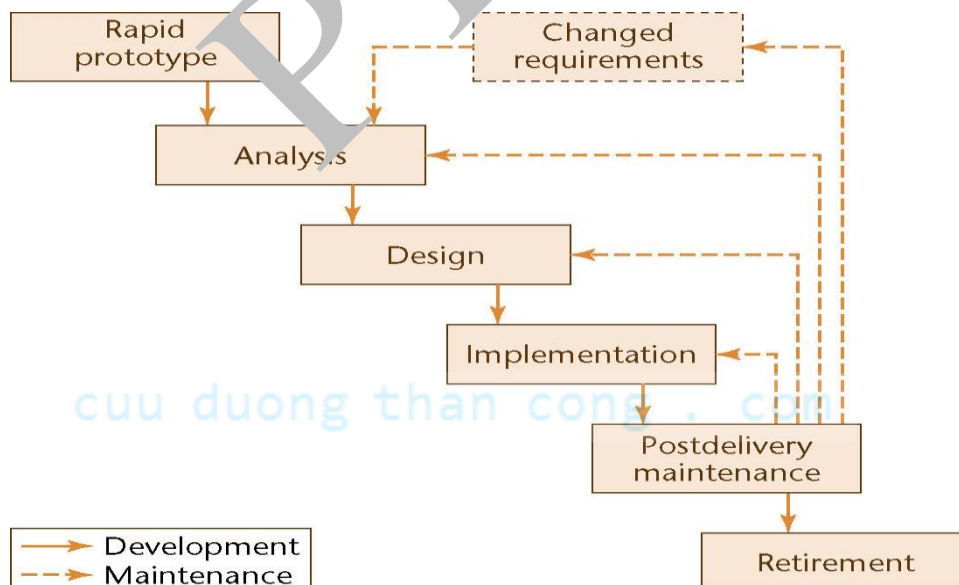 Rapid
prototype
Changed
requirements
Analysis
Design
Implementation
cuu duong than cong . com
Postdelivery
maintenance
Development
Maintenance
Retirement